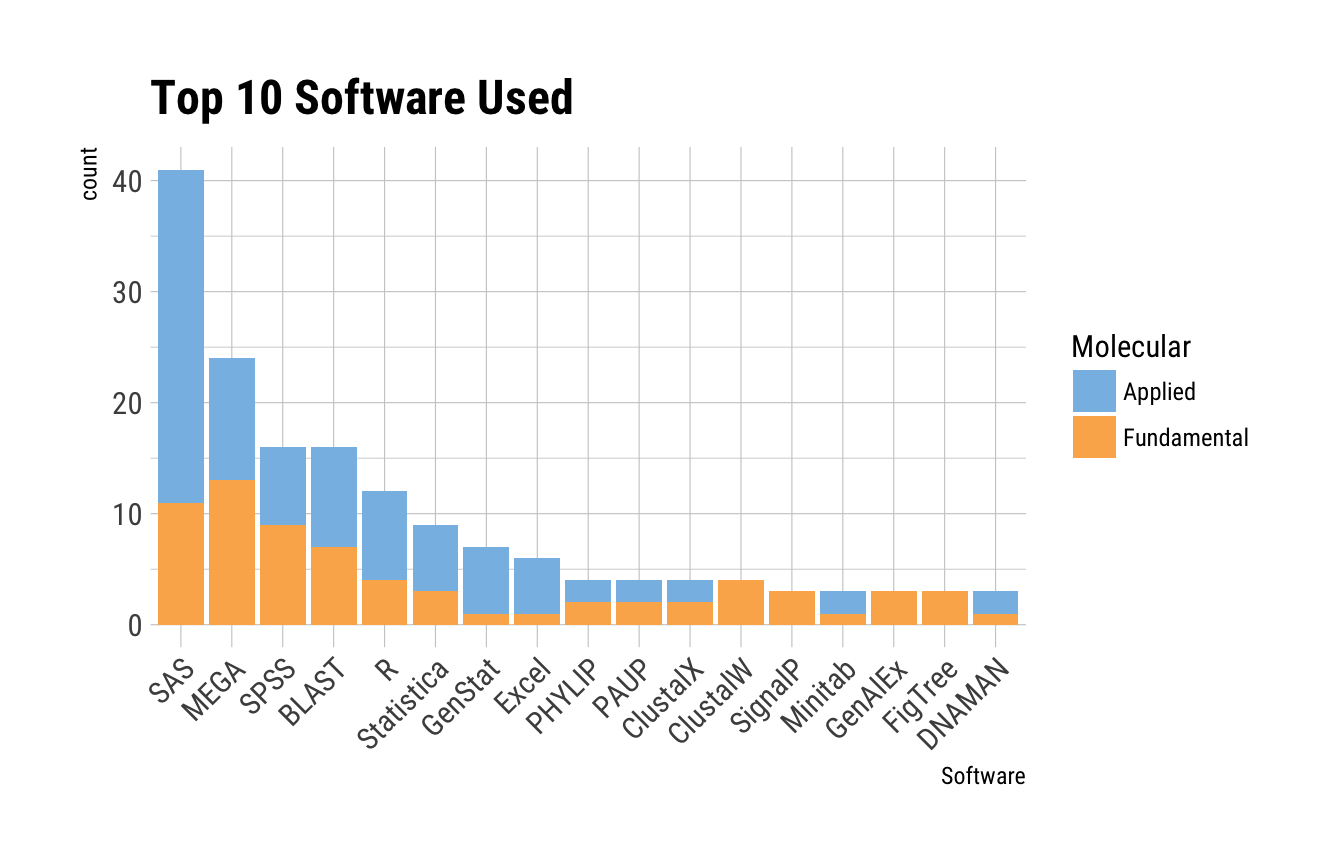 Top 10 Software Used
count
40
30
20
10
0
SAS
MEGA
SPSS
BLAST
R
Statistica
GenStat
Excel
PHYLIP
PAUP
ClustalX
ClustalW
SignalP
Minitab
GenAlEx
FigTree
DNAMAN
Software
Molecular
Applied
Fundamental